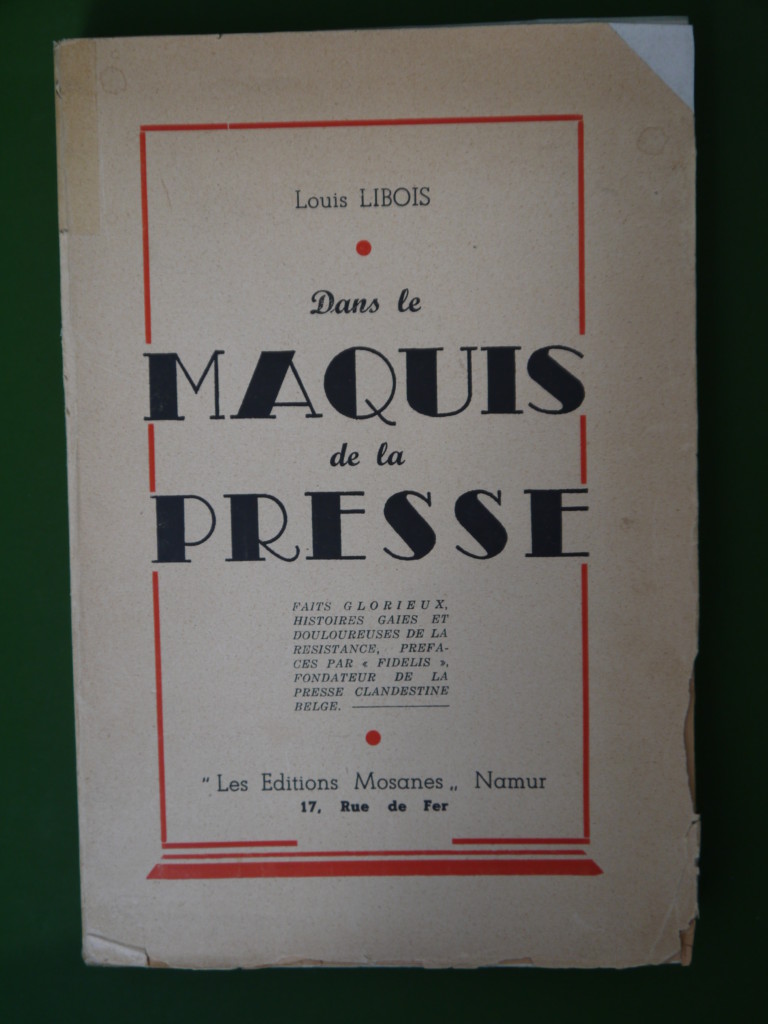 Louis LIBOIS
Dans le
MAQUIS
de la
PRESSE
FAITS GLORIEUX,
HISTOIRES GAIES ET
DOULOUREUSES DE LA
RESISTANCE, PREFA-
CES PAR « FIDELIS »,
FONDATEUR DE LA
PRESSE CLANDESTINE
BELGE.
“ Les Editions Mosanes „ Namur
17, Rue de Fer